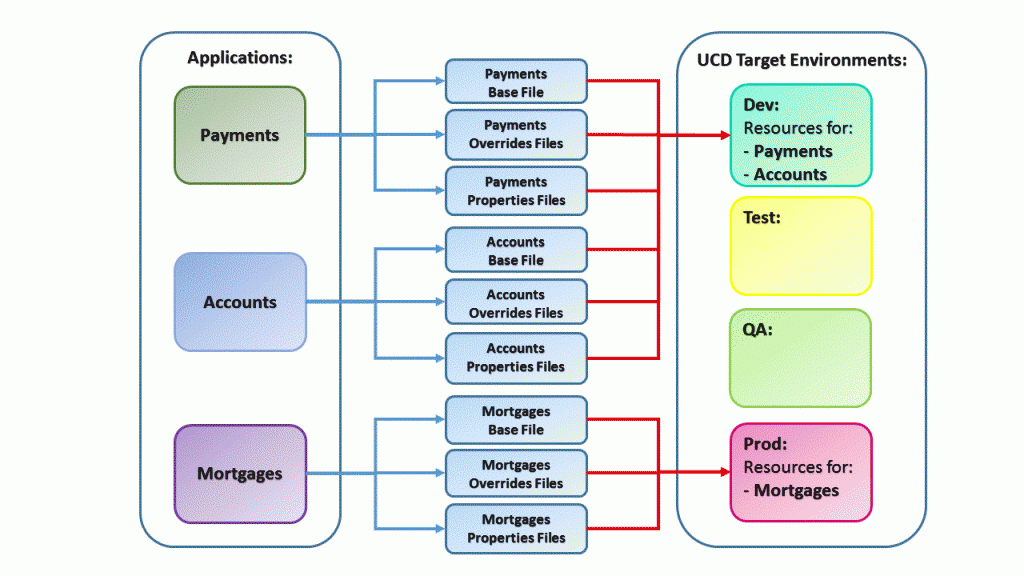 Applications:
Payments
Accounts
Mortgages
Payments
Base File
Payments
Overrides Files
Payments
Properties Files
Accounts
Base File
Accounts
Overrides Files
Accounts
Properties Files
Mortgages
Base File
Mortgages
Overrides Files
Mortgages
Properties Files
UCD Target Environments:
Dev:
Resources for:
- Payments
- Accounts
Test:
QA:
Prod:
Resources for:
- Mortgages